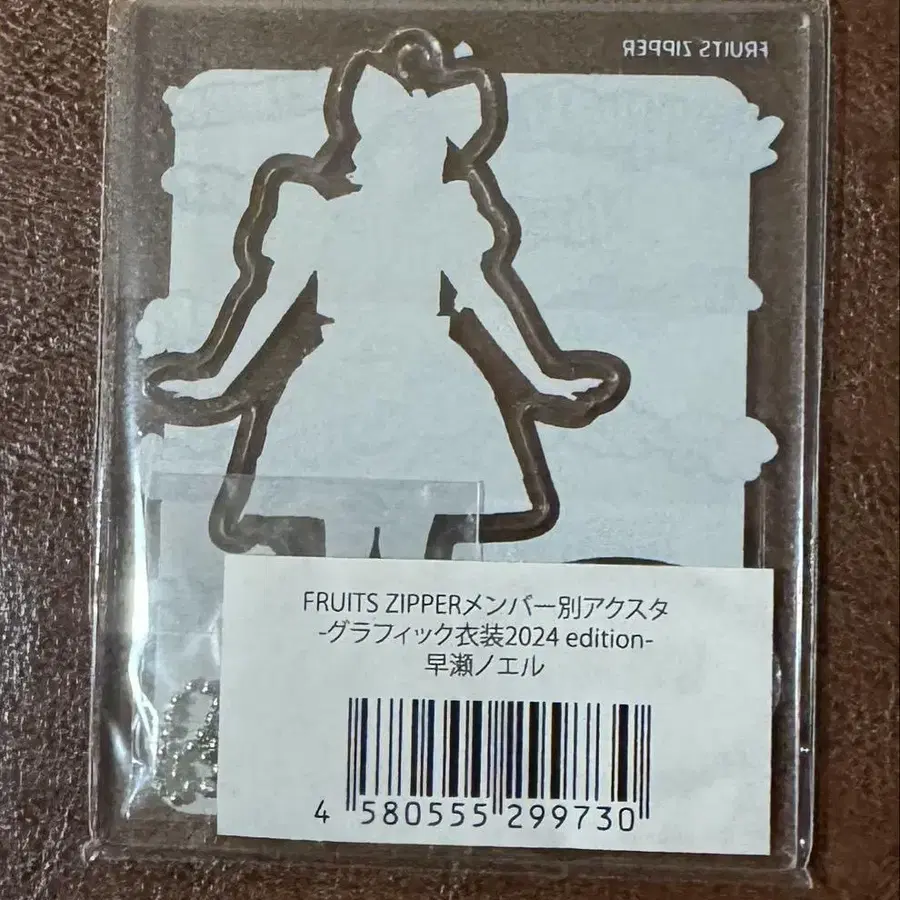 FRUITS ZIPPER
FRUITS ZIPPERメンバー別アクスタ
-グラフィック衣装2024 edition-
早瀬ノエル
4 580555 299730